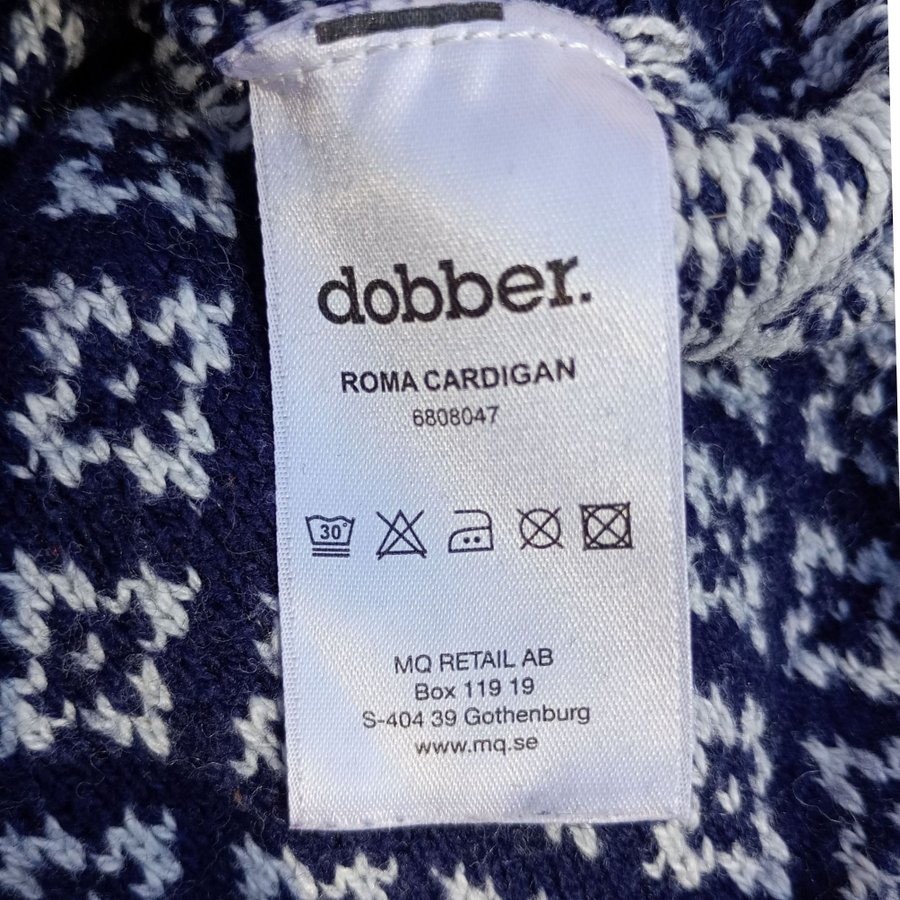 dobber.
ROMA CARDIGAN
6808047
30°
MQ RETAIL AB
Box 119 19
S-404 39 Gothenburg
www.mq.se